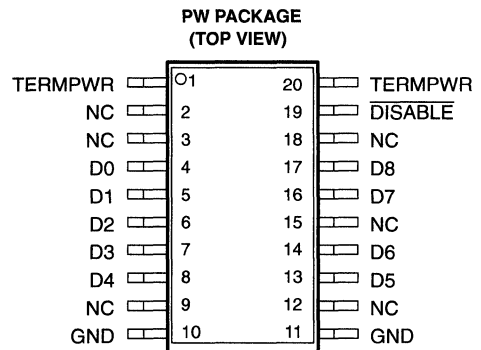 PW PACKAGE
(TOP VIEW)
TERMPWR 1 20 TERMPWR
NC 2 19 DISABLE
NC 3 18 NC
D0 4 17 D8
D1 5 16 D7
D2 6 15 NC
D3 7 14 D6
D4 8 13 D5
NC 9 12 NC
GND 10 11 GND